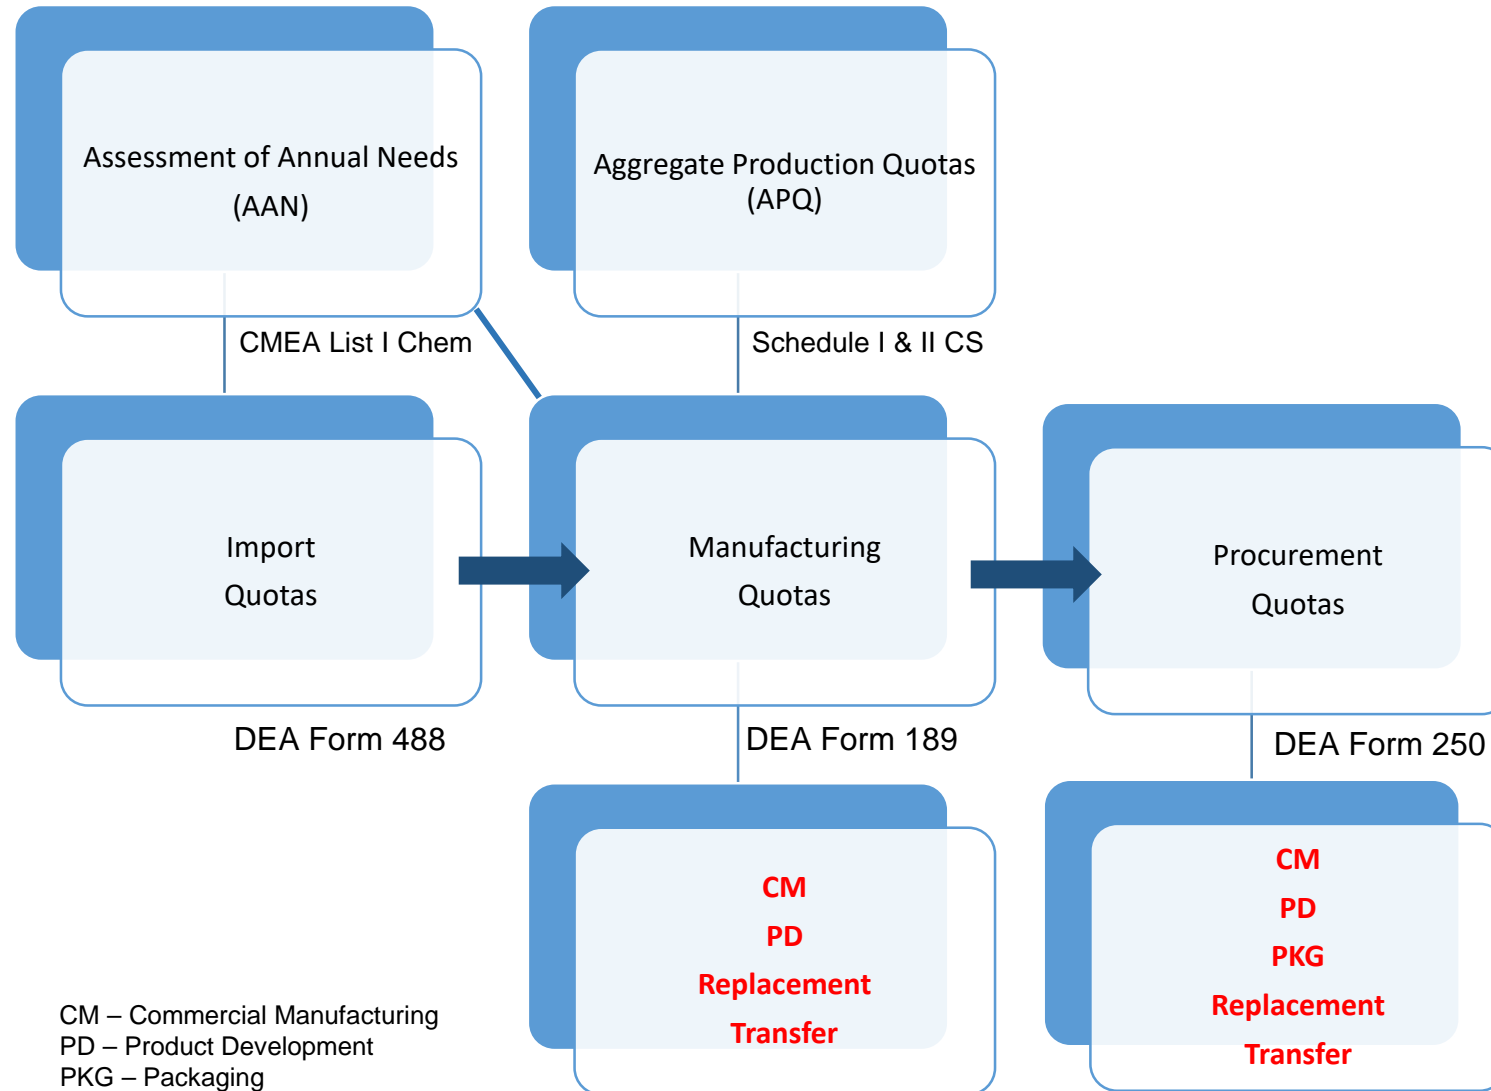 Assessment of Annual Needs
(AAN)
Aggregate Production Quotas
(APQ)
CMEA List I Chem
Schedule I & II CS
Import
Quotas
Manufacturing
Quotas
Procurement
Quotas
DEA Form 488
DEA Form 189
DEA Form 250
CM
PD
Replacement
Transfer
CM
PD
PKG
Replacement
Transfer
CM – Commercial Manufacturing
PD – Product Development
PKG – Packaging